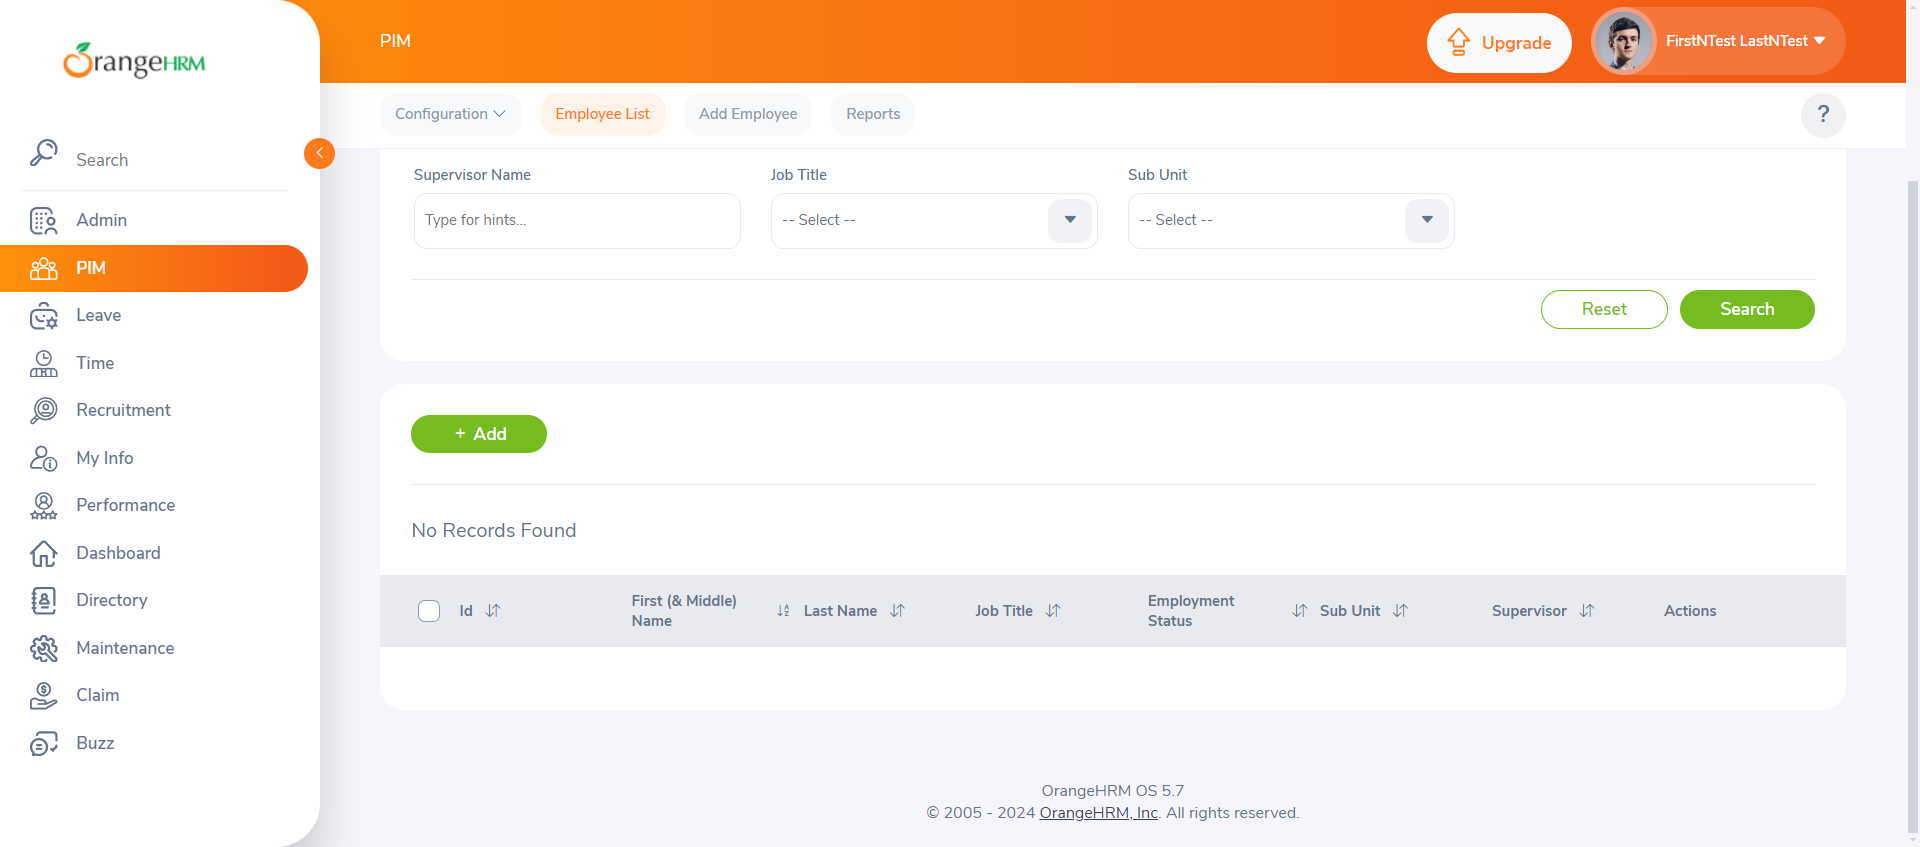 OrangeHRM
Search
Admin
PIM
Leave
Time
Recruitment
My Info
Performance
Dashboard
Directory
Maintenance
Claim
Buzz
PIM
Upgrade
FirstNTest LastNTest
Configuration
Employee List
Add Employee
Reports
?
Supervisor Name
Job Title
Sub Unit
Type for hints...
-- Select --
-- Select --
Reset
Search
+ Add
No Records Found
Id
First (& Middle)
Name
Last Name
Job Title
Employment
Status
Sub Unit
Supervisor
Actions
OrangeHRM OS 5.7
© 2005 - 2024 OrangeHRM, Inc. All rights reserved.